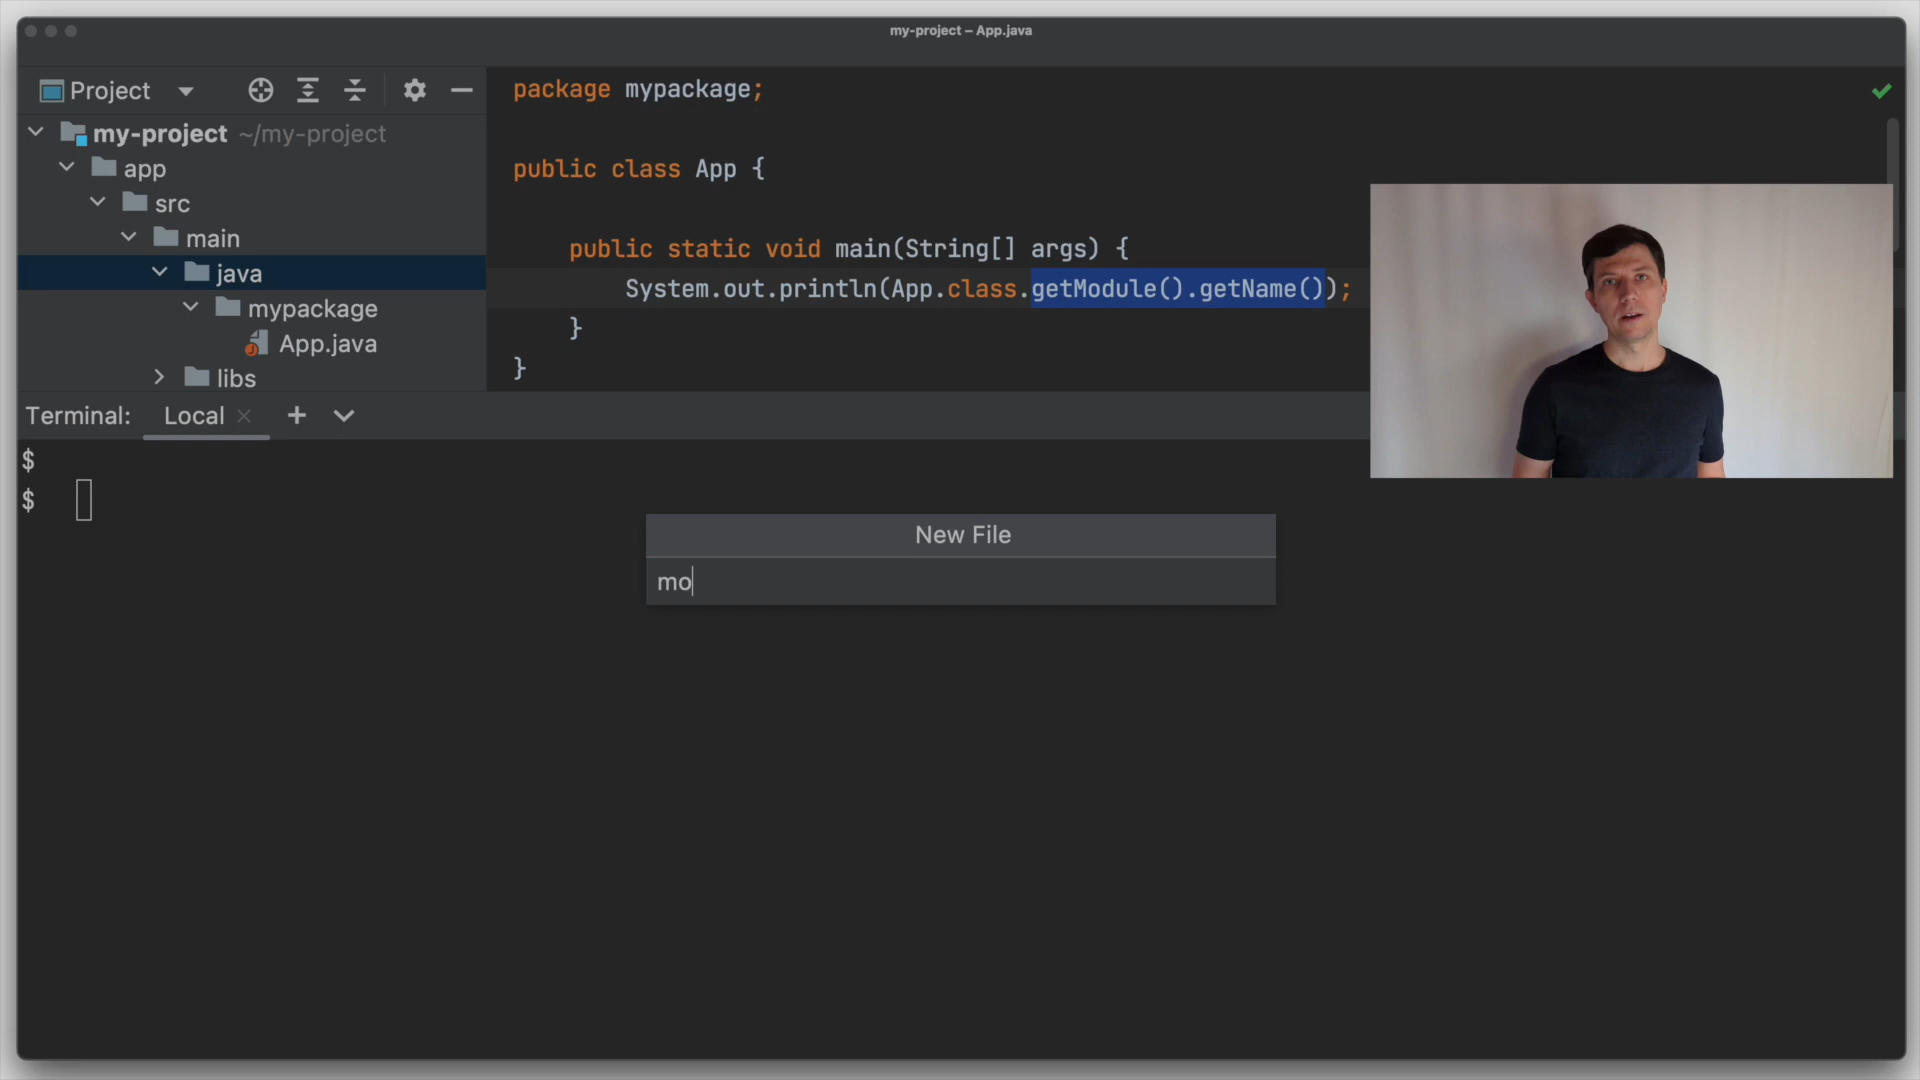 my-project – App.java
Project
my-project ~/my-project
app
src
main
java
mypackage
App.java
libs
package mypackage;
public class App {
public static void main(String[] args) {
System.out.println(App.class.getModule().getName());
}
}
Terminal: Local × +
$
$
New File
mo